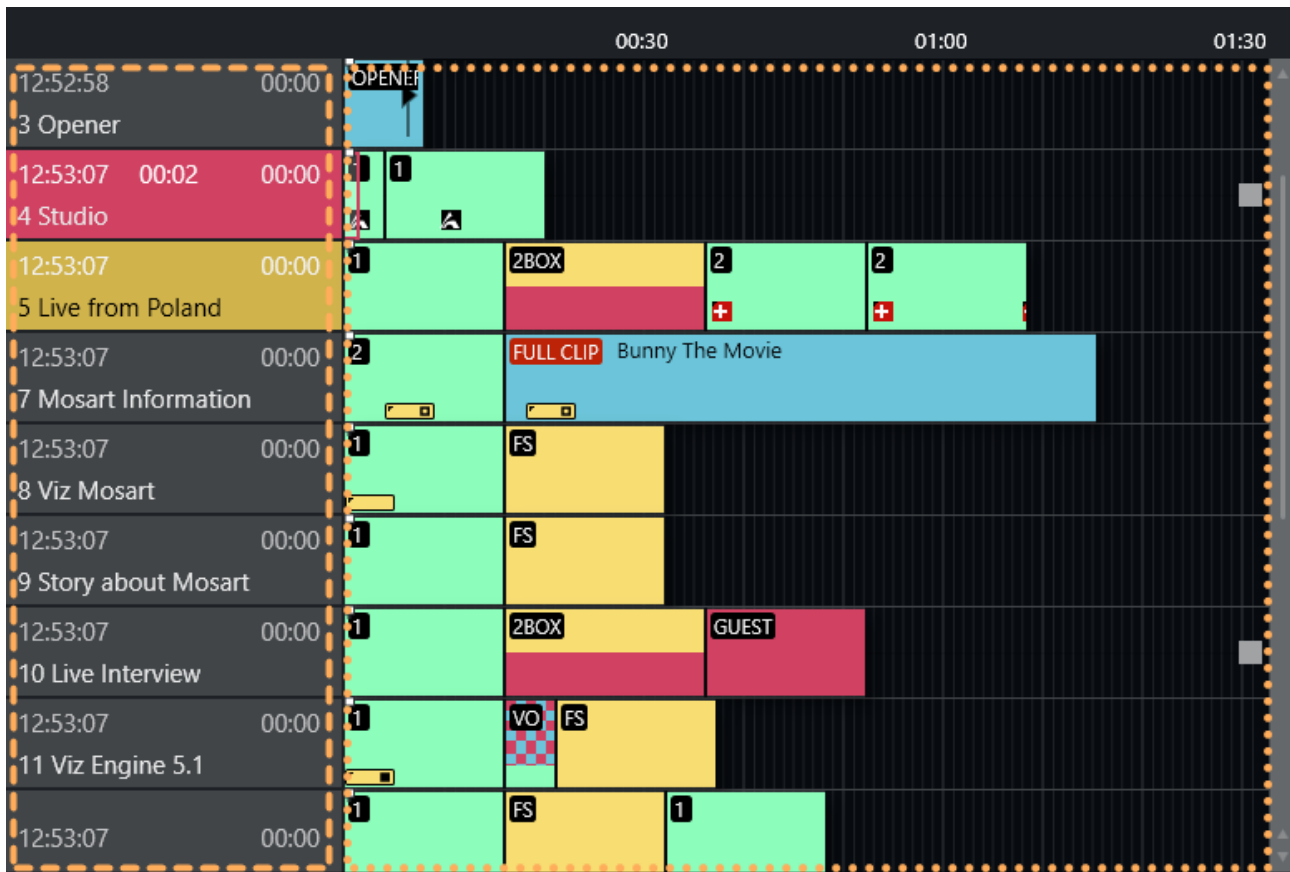 00:30 01:00 01:30
12:52:58 00:00 OPENER
3 Opener
12:53:07 00:02 00:00 1
4 Studio
12:53:07 00:00 1 2BOX 2 2
5 Live from Poland
12:53:07 00:00 2 FULL CLIP Bunny The Movie
7 Mosart Information
12:53:07 00:00 1 FS
8 Viz Mosart
12:53:07 00:00 1 FS
9 Story about Mosart
12:53:07 00:00 1 2BOX GUEST
10 Live Interview
12:53:07 00:00 1 VO FS
11 Viz Engine 5.1
1 FS 1
12:53:07 00:00